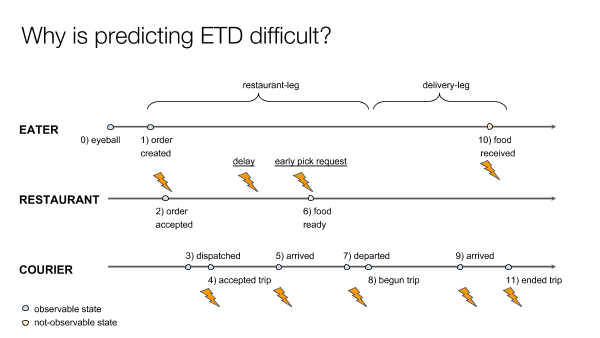 Why is predicting ETD difficult?
restaurant-leg
delivery-leg
EATER
0) eyeball
1) order
created
10) food
received
delay
early pick request
RESTAURANT
2) order
accepted
6) food
ready
3) dispatched
5) arrived
7) departed
9) arrived
COURIER
4) accepted trip
8) begun trip
11) ended trip
observable state
not-observable state